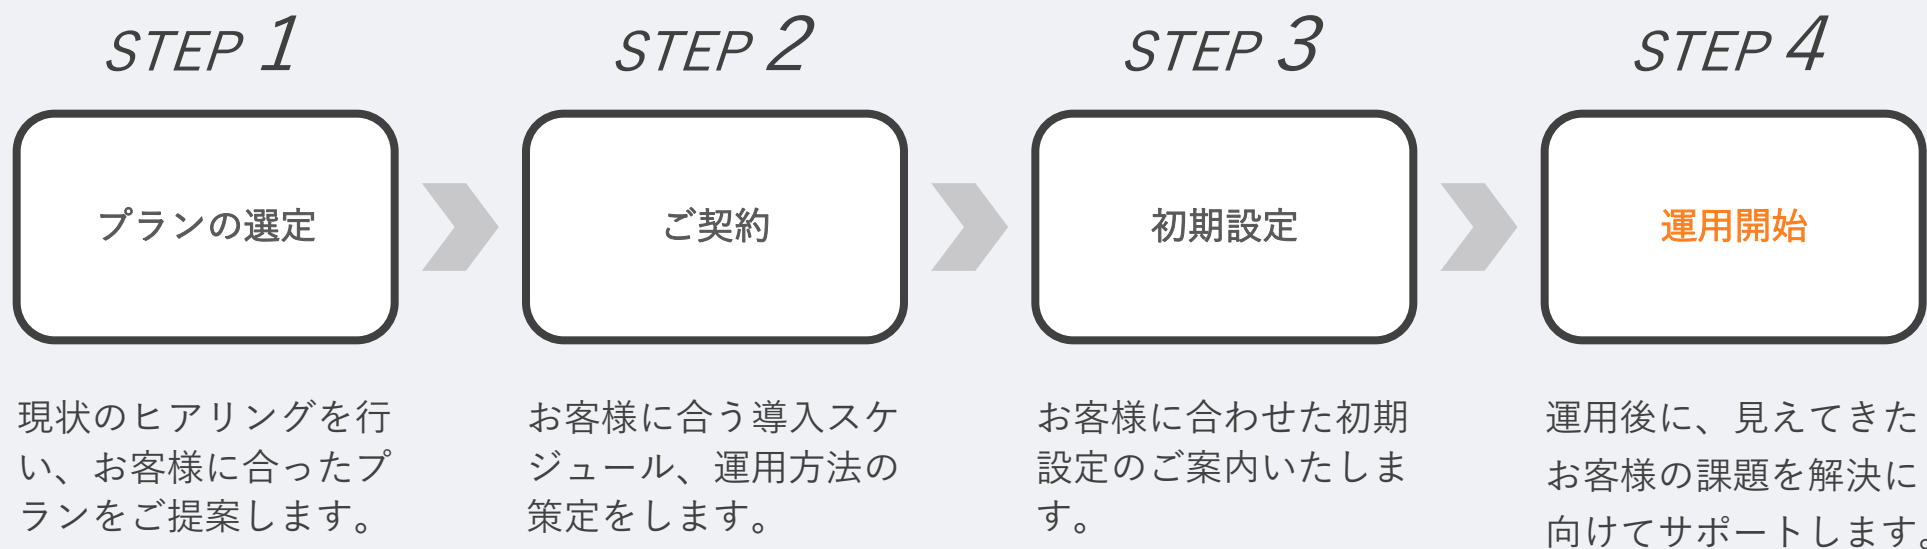 STEP 1
STEP 2
STEP 3
STEP 4
プランの選定
ご契約
初期設定
運用開始
現状のヒアリングを行
い、お客様に合ったプ
ランをご提案します。
お客様に合う導入スケ
ジュール、運用方法の
策定をします。
お客様に合わせた初期
設定のご案内いたしま
す。
運用後に、見えてきた
お客様の課題を解決に
向けてサポートします。